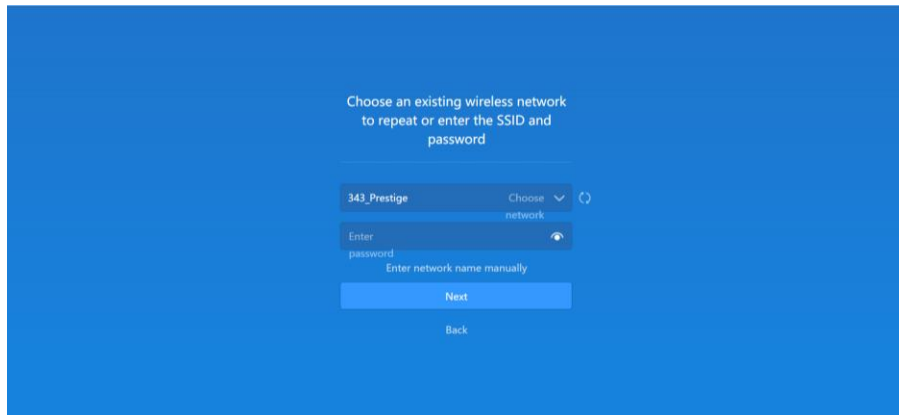 Choose an existing wireless network
to repeat or enter the SSID and
password
343_Prestige Choose
network
Enter
password
Enter network name manually
Next
Back